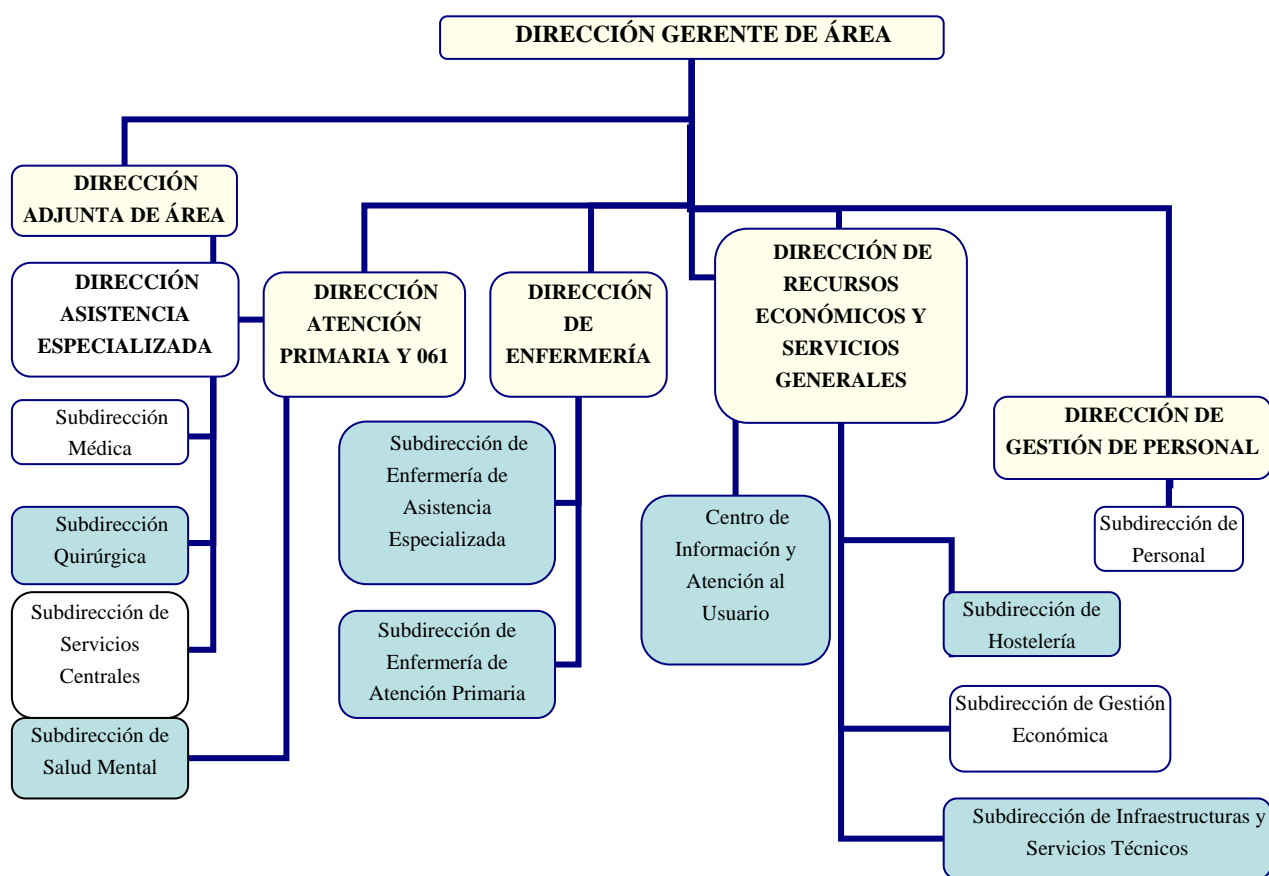 DIRECCIÓN GERENTE DE ÁREA
DIRECCIÓN
ADJUNTA DE ÁREA
DIRECCIÓN
ASISTENCIA
ESPECIALIZADA
DIRECCIÓN
ATENCIÓN
PRIMARIA Y 061
DIRECCIÓN
DE
ENFERMERÍA
DIRECCIÓN DE
RECURSOS
ECONÓMICOS Y
SERVICIOS
GENERALES
DIRECCIÓN DE
GESTIÓN DE PERSONAL
Subdirección
Médica
Subdirección
Quirúrgica
Subdirección de
Servicios
Centrales
Subdirección de
Salud Mental
Subdirección de
Enfermería de
Asistencia
Especializada
Subdirección de
Enfermería de
Atención Primaria
Centro de
Información y
Atención al
Usuario
Subdirección de
Personal
Subdirección de
Hostelería
Subdirección de Gestión
Económica
Subdirección de Infraestructuras y
Servicios Técnicos